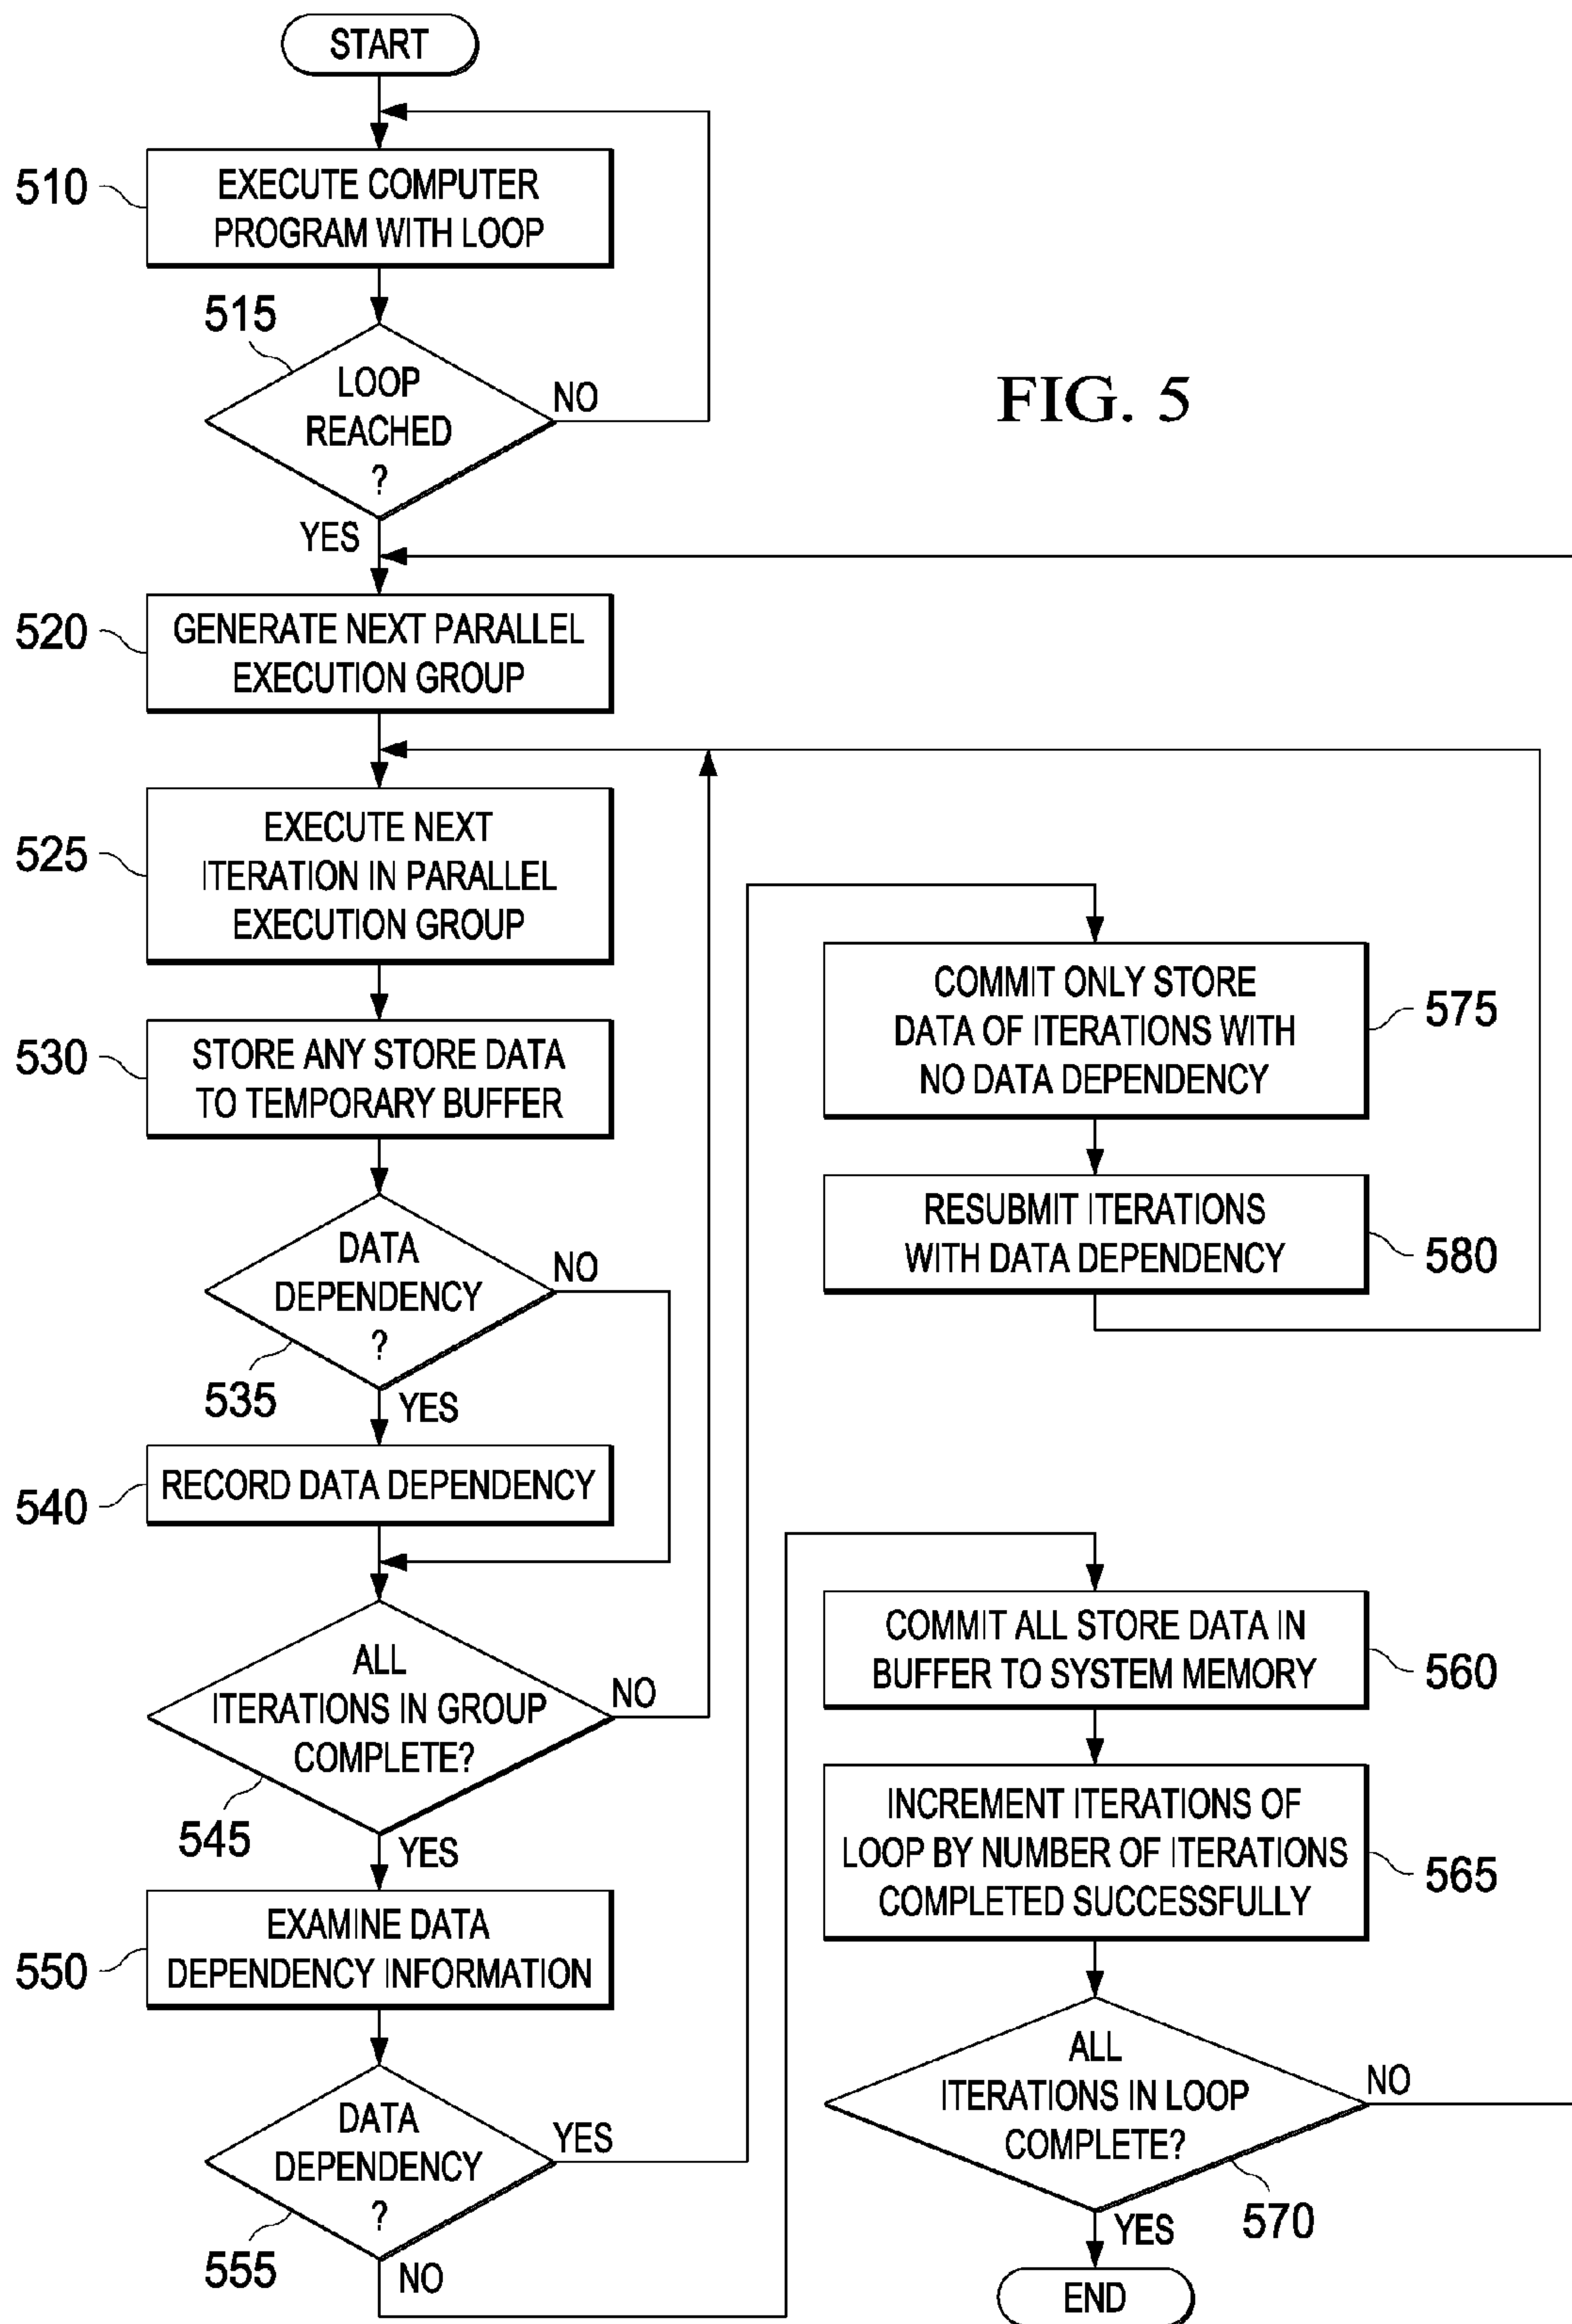 START
510
EXECUTE COMPUTER
PROGRAM WITH LOOP
515
LOOP
REACHED
?
NO
YES
FIG. 5
520
GENERATE NEXT PARALLEL
EXECUTION GROUP
525
EXECUTE NEXT
ITERATION IN PARALLEL
EXECUTION GROUP
530
STORE ANY STORE DATA
TO TEMPORARY BUFFER
DATA
DEPENDENCY
?
NO
535
YES
540
RECORD DATA DEPENDENCY
ALL
ITERATIONS IN GROUP
COMPLETE?
NO
545
YES
550
EXAMINE DATA
DEPENDENCY INFORMATION
DATA
DEPENDENCY
?
YES
555
NO
COMMIT ONLY STORE
DATA OF ITERATIONS WITH
NO DATA DEPENDENCY
575
RESUBMIT ITERATIONS
WITH DATA DEPENDENCY
580
COMMIT ALL STORE DATA IN
BUFFER TO SYSTEM MEMORY
560
INCREMENT ITERATIONS OF
LOOP BY NUMBER OF ITERATIONS
COMPLETED SUCCESSFULLY
565
ALL
ITERATIONS IN LOOP
COMPLETE?
NO
570
YES
END